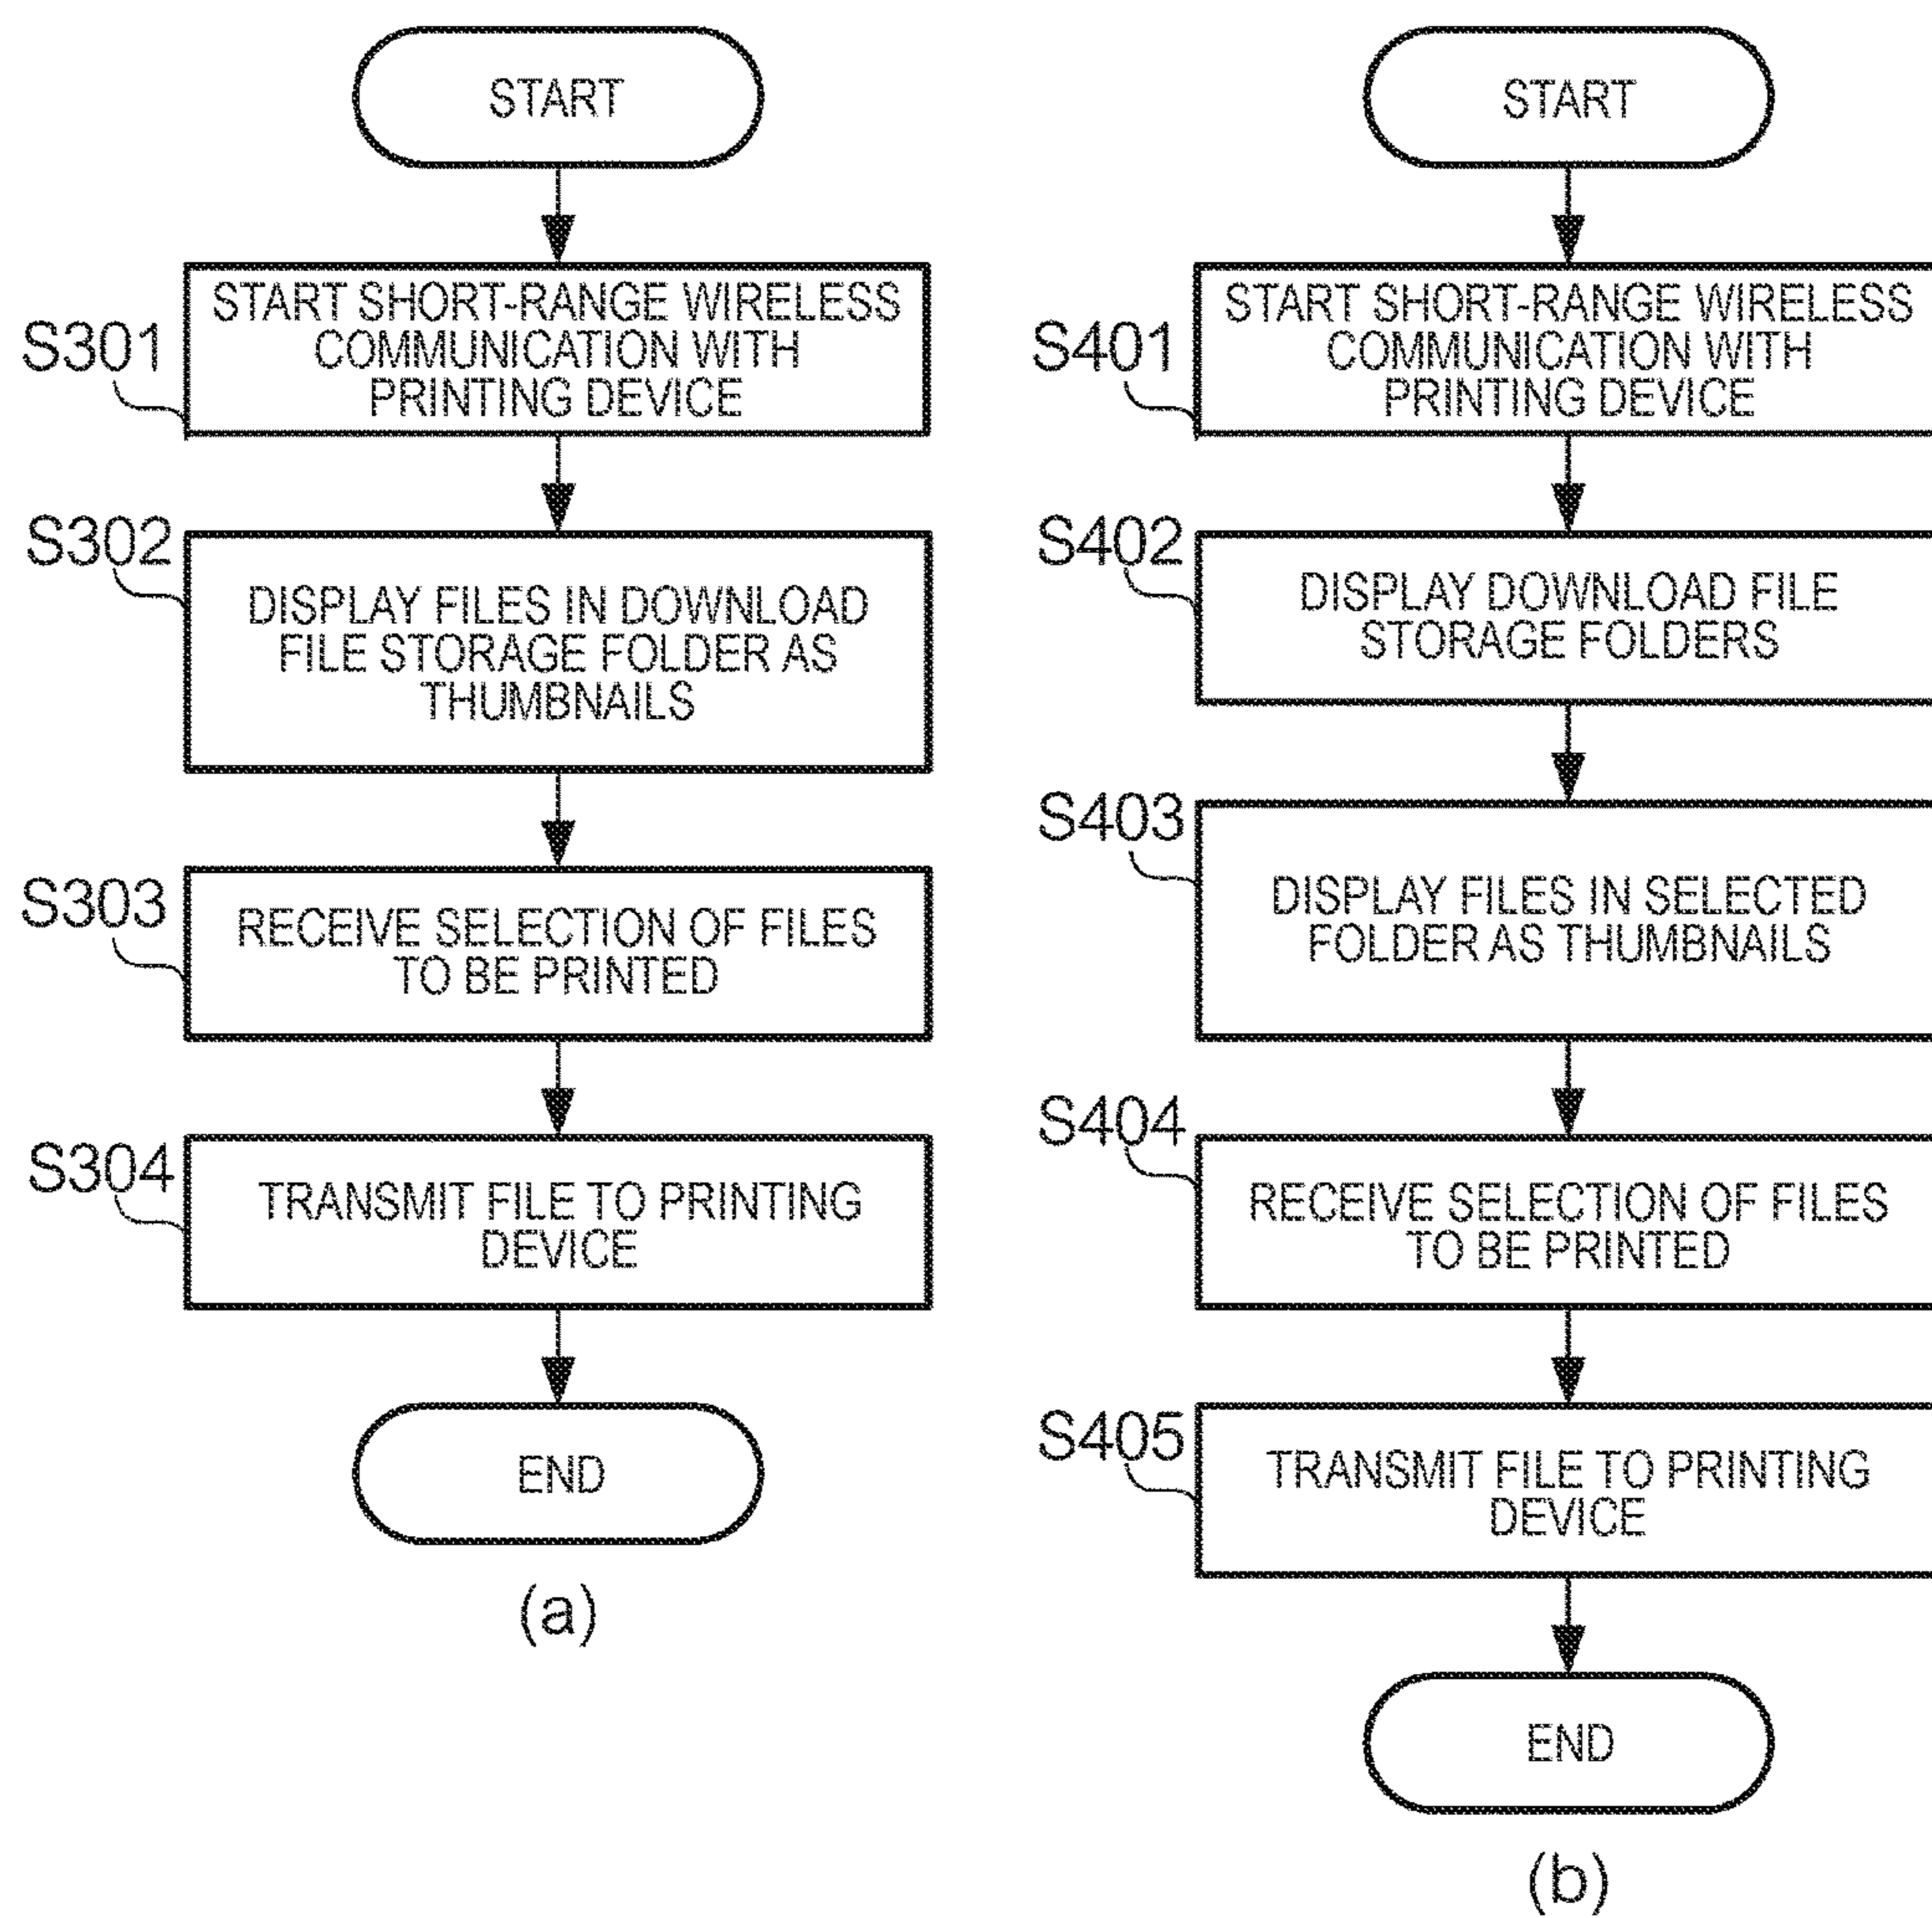 START
S301
START SHORT-RANGE WIRELESS
COMMUNICATION WITH
PRINTING DEVICE
S302
DISPLAY FILES IN DOWNLOAD
FILE STORAGE FOLDER AS
THUMBNAILS
S303
RECEIVE SELECTION OF FILES
TO BE PRINTED
S304
TRANSMIT FILE TO PRINTING
DEVICE
END
(a)
START
S401
START SHORT-RANGE WIRELESS
COMMUNICATION WITH
PRINTING DEVICE
S402
DISPLAY DOWNLOAD FILE
STORAGE FOLDERS
S403
DISPLAY FILES IN SELECTED
FOLDER AS THUMBNAILS
S404
RECEIVE SELECTION OF FILES
TO BE PRINTED
S405
TRANSMIT FILE TO PRINTING
DEVICE
END
(b)